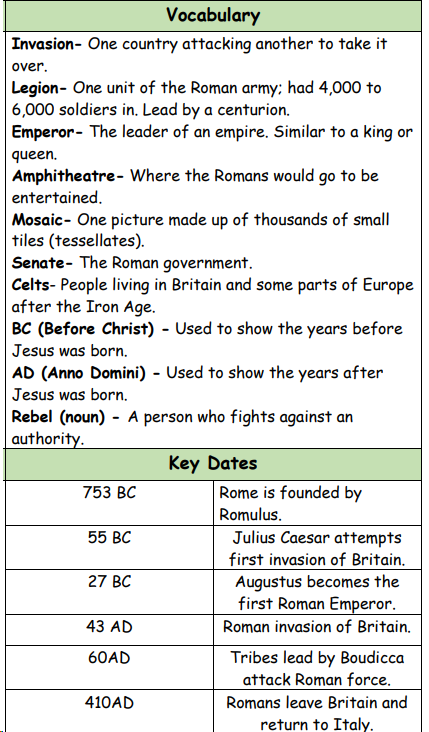 Vocabulary
Invasion- One country attacking another to take it
over.
Legion- One unit of the Roman army; had 4,000 to
6,000 soldiers in. Lead by a centurion.
Emperor- The leader of an empire. Similar to a king or
queen.
Amphitheatre- Where the Romans would go to be
entertained.
Mosaic- One picture made up of thousands of small
tiles (tessellates).
Senate- The Roman government.
Celts- People living in Britain and some parts of Europe
after the Iron Age.
BC (Before Christ) - Used to show the years before
Jesus was born.
AD (Anno Domini) - Used to show the years after
Jesus was born.
Rebel (noun) - A person who fights against an
authority.
Key Dates
753 BC
Rome is founded by
Romulus.
55 BC
Julius Caesar attempts
first invasion of Britain.
27 BC
Augustus becomes the
first Roman Emperor.
43 AD
Roman invasion of Britain.
60AD
Tribes lead by Boudicca
attack Roman force.
410AD
Romans leave Britain and
return to Italy.